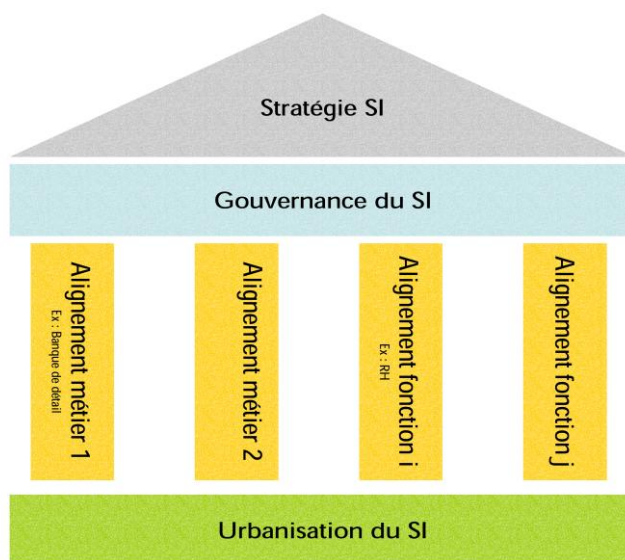 Stratégie SI
Gouvernance du SI
Alignement métier 1
Ex : Banque de détail
Alignement métier 2
Alignement fonction i
Ex : RH
Alignement fonction j
Urbanisation du SI